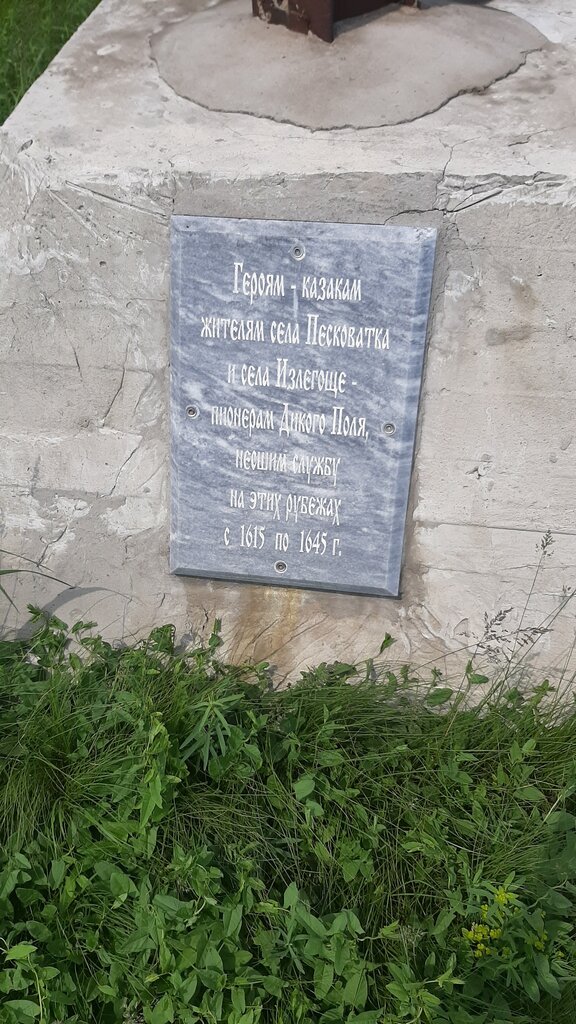 Героям - казакам
жителям села Песковатка
и села Излегоще -
пионерам Дикого Поля,
несшим службу
на этих рубежах
с 1615 по 1645 г.